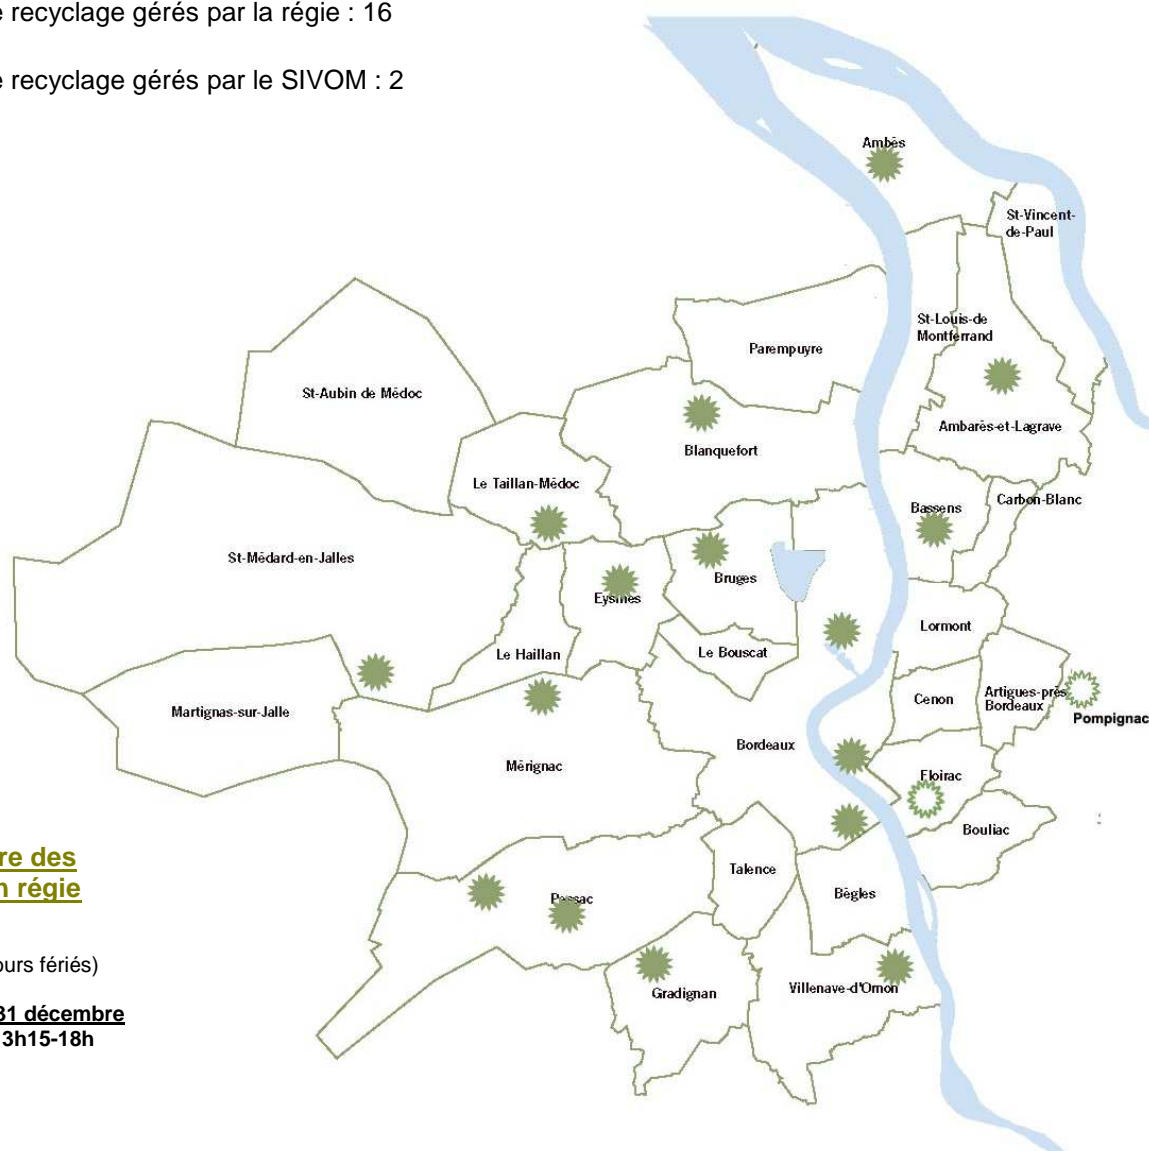 e recyclage gérés par la régie : 16
e recyclage gérés par le SIVOM : 2
Ambès
St-Vincent-
de-Paul
St-Louis-de
Montferrand
Parempuyre
St-Aubin de Médoc
Ambarès-et-Lagrave
Blanquefort
Le Taillan-Médoc
Carbon-Blanc
Bassens
St-Médard-en-Jalles
Bruges
Eysines
Lormont
Le Bouscat
Le Haillan
Artigues-près
Bordeaux
Cenon
Martignas-sur-Jalle
Pompignac
Bordeaux
Mérignac
Floirac
Bouliac
re des
n régie
Talence
Bègles
Pessac
ours fériés)
Villenave-d'Ornon
Gradignan
31 décembre
3h15-18h